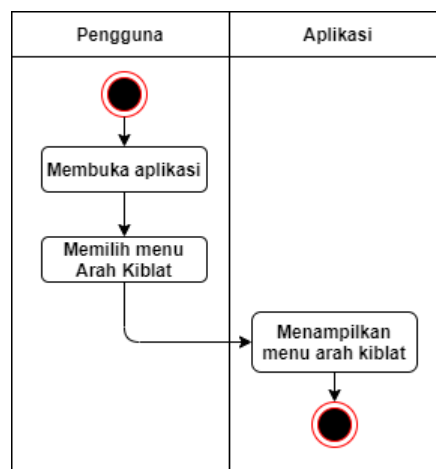 Pengguna
Aplikasi
Membuka aplikasi
Memilih menu
Arah Kiblat
Menampilkan
menu arah kiblat